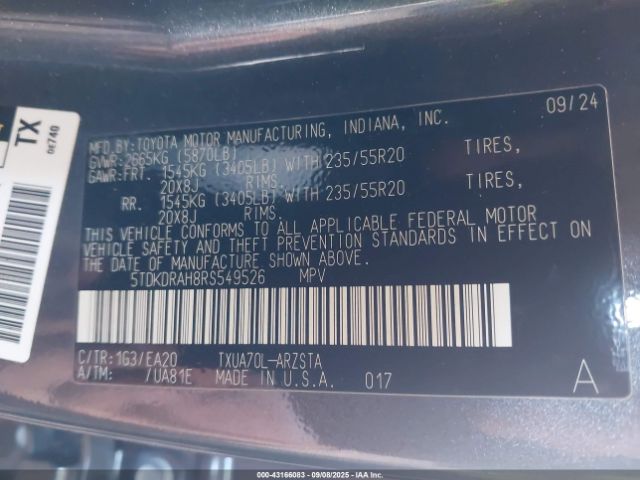 09/24
MFD.BY:TOYOTA MOTOR MANUFACTURING, INDIANA, INC.
GVWR:2665KG (5870LB)
GAWR:FRT. 1545KG (3405LB) WITH 235/55R20 TIRES,
20X8J RIMS.
RR. 1545KG (3405LB) WITH 235/55R20 TIRES,
20X8J RIMS.
THIS VEHICLE CONFORMS TO ALL APPLICABLE FEDERAL MOTOR
VEHICLE SAFETY AND THEFT PREVENTION STANDARDS IN EFFECT ON
THE DATE OF MANUFACTURE SHOWN ABOVE.
5TDKDRAH8RS549526 MPV
C/TR:1G3/EA20 TXUA70L-ARZSTA
A/TM: /UA81E MADE IN U.S.A. 017
A
TX
000-43166083 - 09/08/2025 - IAAI.COM